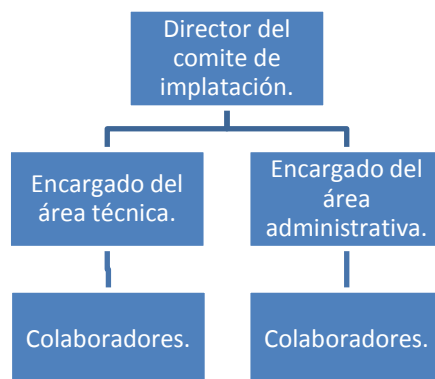 Director del
comite de
implatación.
Encargado del
área técnica.
Encargado del
área
administrativa.
Colaboradores.
Colaboradores.